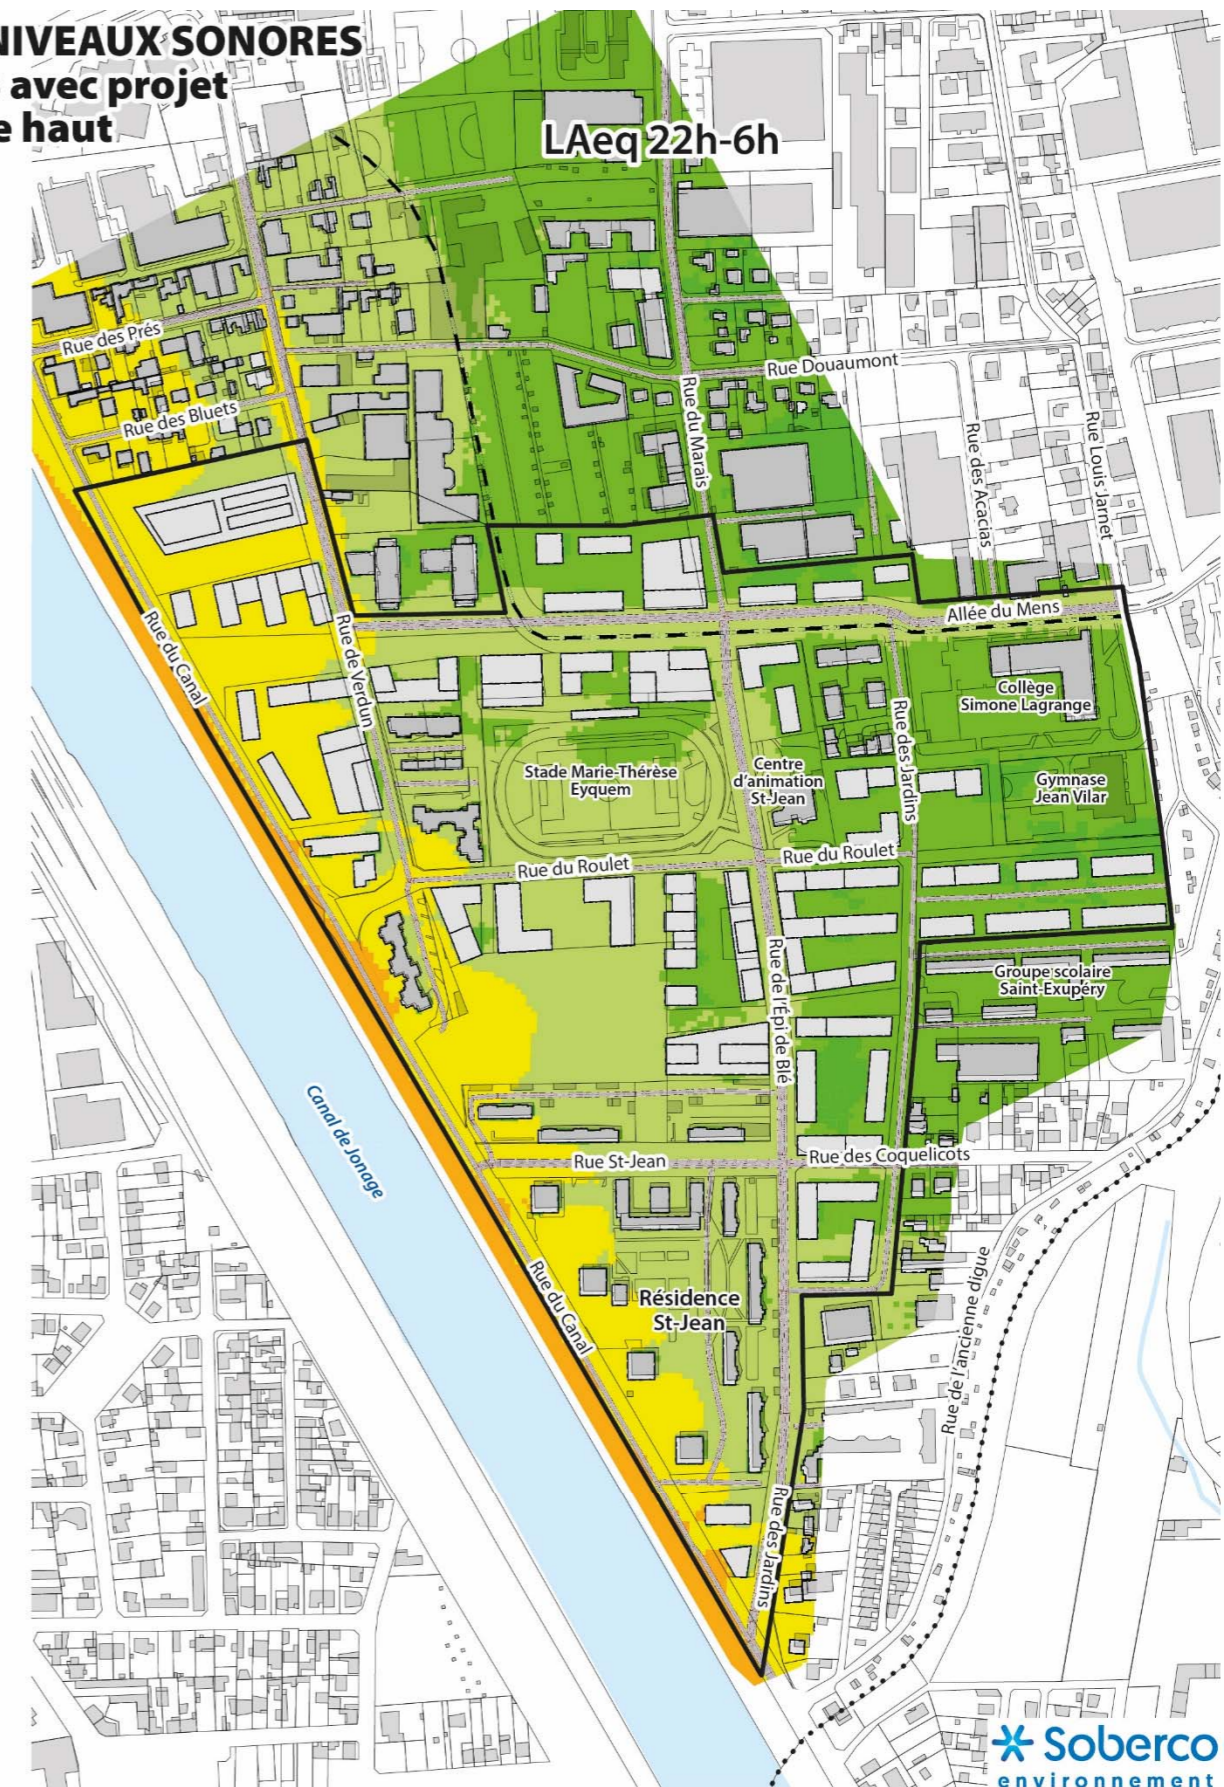 NIVEAUX SONORES
avec projet
e haut
LAeq 22h-6h
Rue des Prés
Rue Douaumont
Rue des Bluets
Rue du Marais
Rue des Acacias
Rue Louis Jarnet
Allée du Mens
Rue du Canal
Rue de Verdun
Collège
Simone Lagrange
Rue des Jardins
Stade Marie-Thérèse
Eyquem
Centre
d'animation
St-Jean
Gymnase
Jean Vilar
Rue du Roulet
Rue du Roulet
Rue de l'Épi de Blé
Groupe scolaire
Saint-Exupéry
Canal de Jonage
Rue St-Jean
Rue des Coquelicots
Rue du Canal
Résidence
St-Jean
Rue de l'ancienne digue
Rue des Jardins
Soberco
environnement